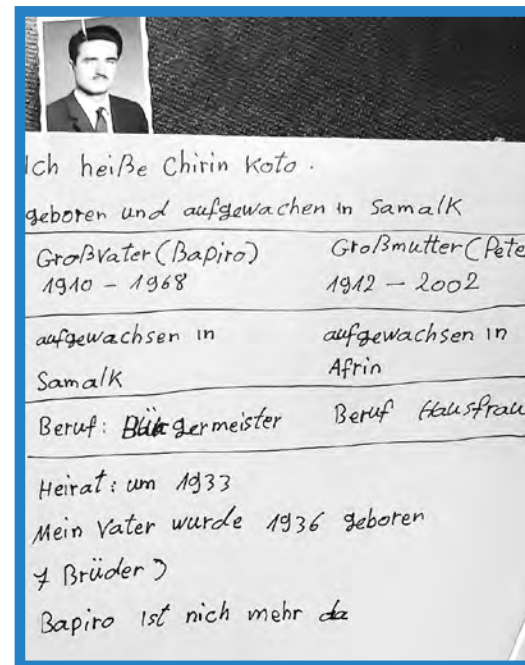 Ich heiße Chirin Koto.
geboren und aufgewachen in Samalk
Großvater (Bapiro) Großmutter (Pete
1910 - 1968 1912 - 2002
aufgewachsen in aufgewachsen in
Samalk Afrin
Beruf: Bürgermeister Beruf Hausfrau
Heirat: um 1933
Mein Vater wurde 1936 geboren
7 Brüder)
Bapiro ist nich mehr da